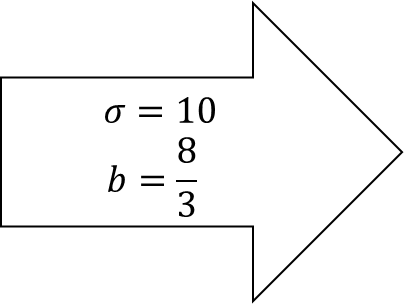 σ = 10
b = 8/3